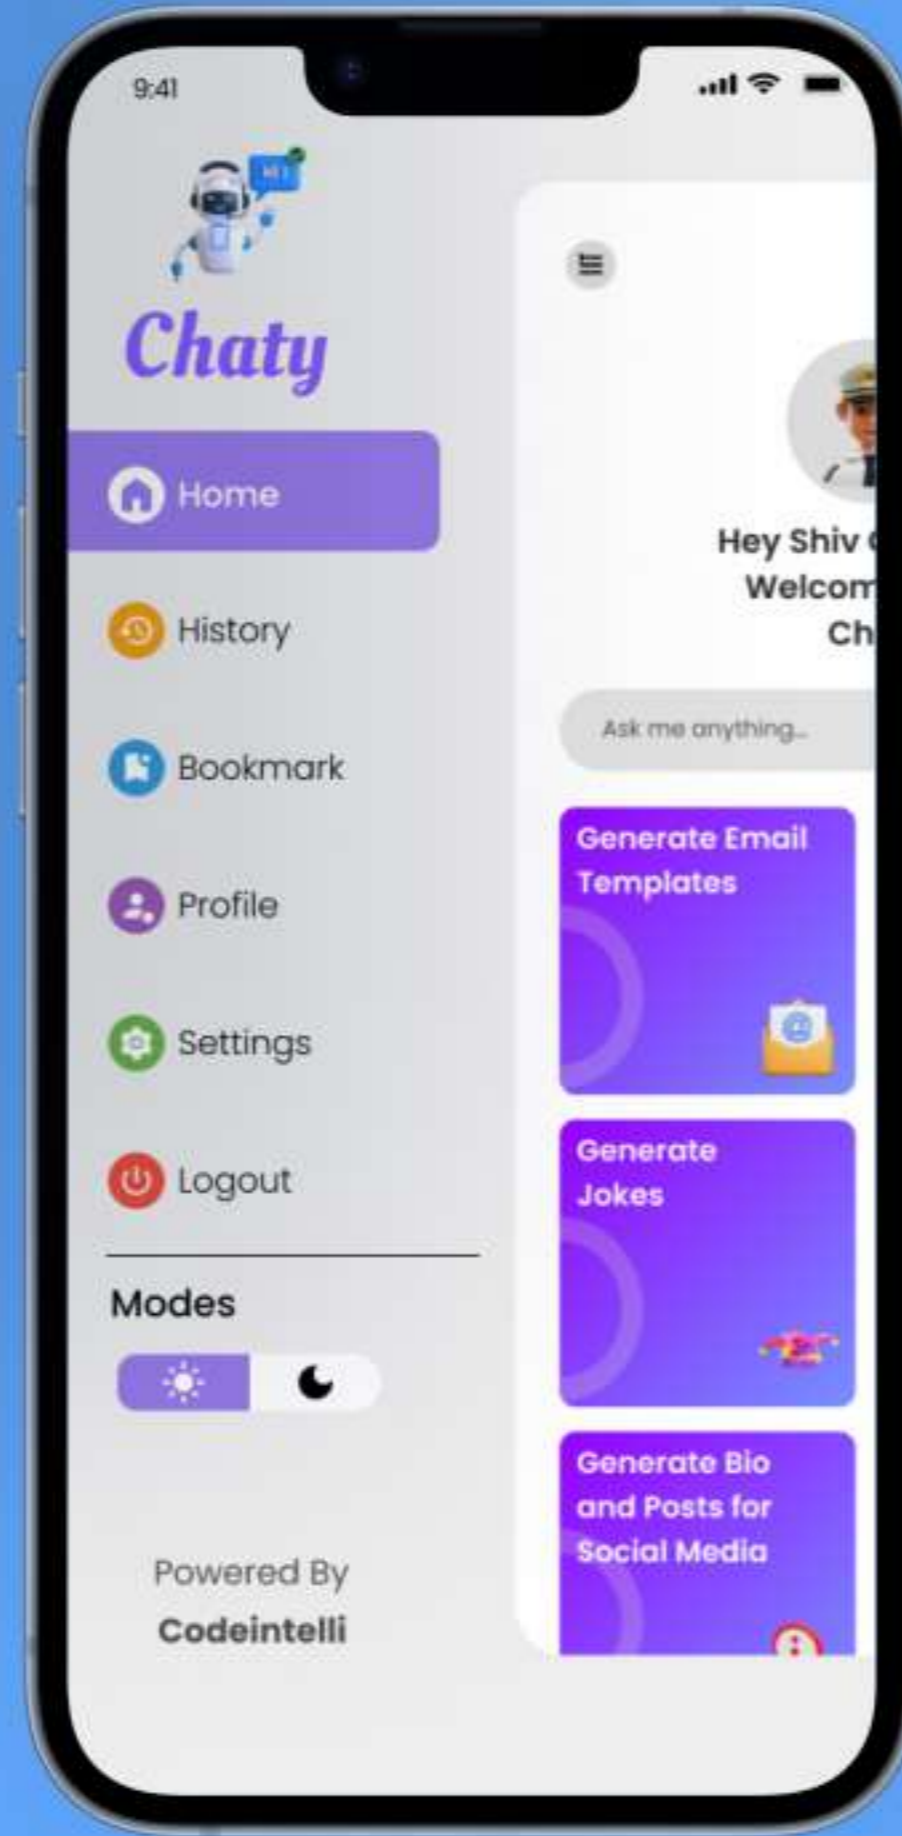 9:41
Chaty
Home
History
Bookmark
Profile
Settings
Logout
Modes
Powered By
Codeintelli
Hey Shiv
Welcom
Ch
Ask me anything...
Generate Email
Templates
Generate
Jokes
Generate Bio
and Posts for
Social Media